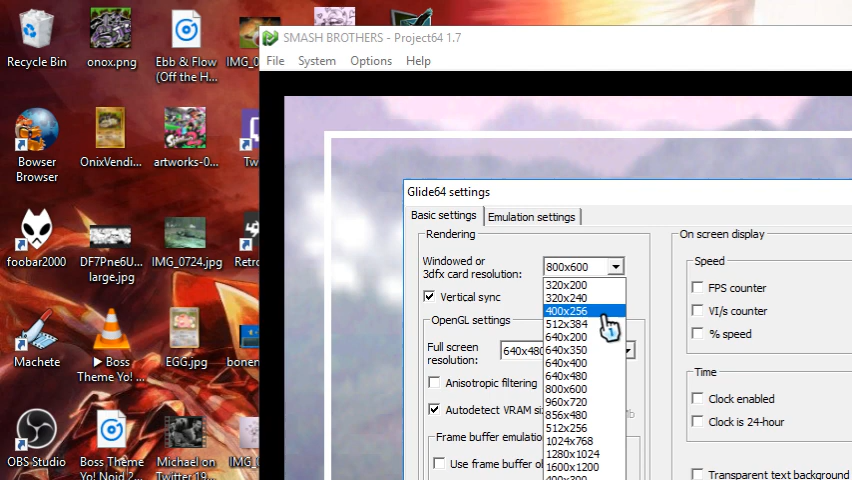 SMASH BROTHERS - Project64 1.7
File System Options Help
Recycle Bin
onox.png
Ebb & Flow
(Off the H...
Bowser
Browser
OnixVendi...
artworks-0...
foobar2000
DF7Pne6U...
large.jpg
IMG_0724.jpg
Machete
Boss
Theme Yo! ...
EGG.jpg
OBS Studio
Boss Theme
Yo! Noid 2...
Michael on
Twitter 19...
Glide64 settings
Basic settings
Emulation settings
Rendering
Windowed or
3dfx card resolution:
800x600
Vertical sync
OpenGL settings
Full screen
resolution:
640x480
Anisotropic filtering
Autodetect VRAM si
Mb
Frame buffer emulatio
Use frame buffer o
320x200
320x240
400x256
512x384
640x200
640x350
640x400
640x480
800x600
960x720
856x480
512x256
1024x768
1280x1024
1600x1200
400x300
On screen display
Speed
FPS counter
VI/s counter
% speed
Time
Clock enabled
Clock is 24-hour
Transparent text background